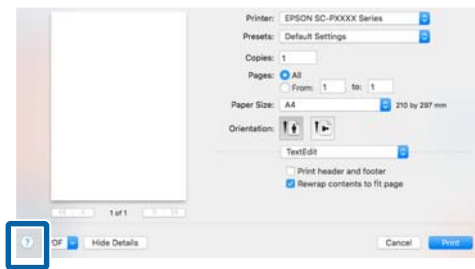 Printer: EPSON SC-PXXXX Series
Presets: Default Settings
Copies: 1
Pages: All
From: 1 to: 1
Paper Size: A4 210 by 297 mm
Orientation:
TextEdit
Print header and footer
Rewrap contents to fit page
1 of 1
? DF Hide Details Cancel Print